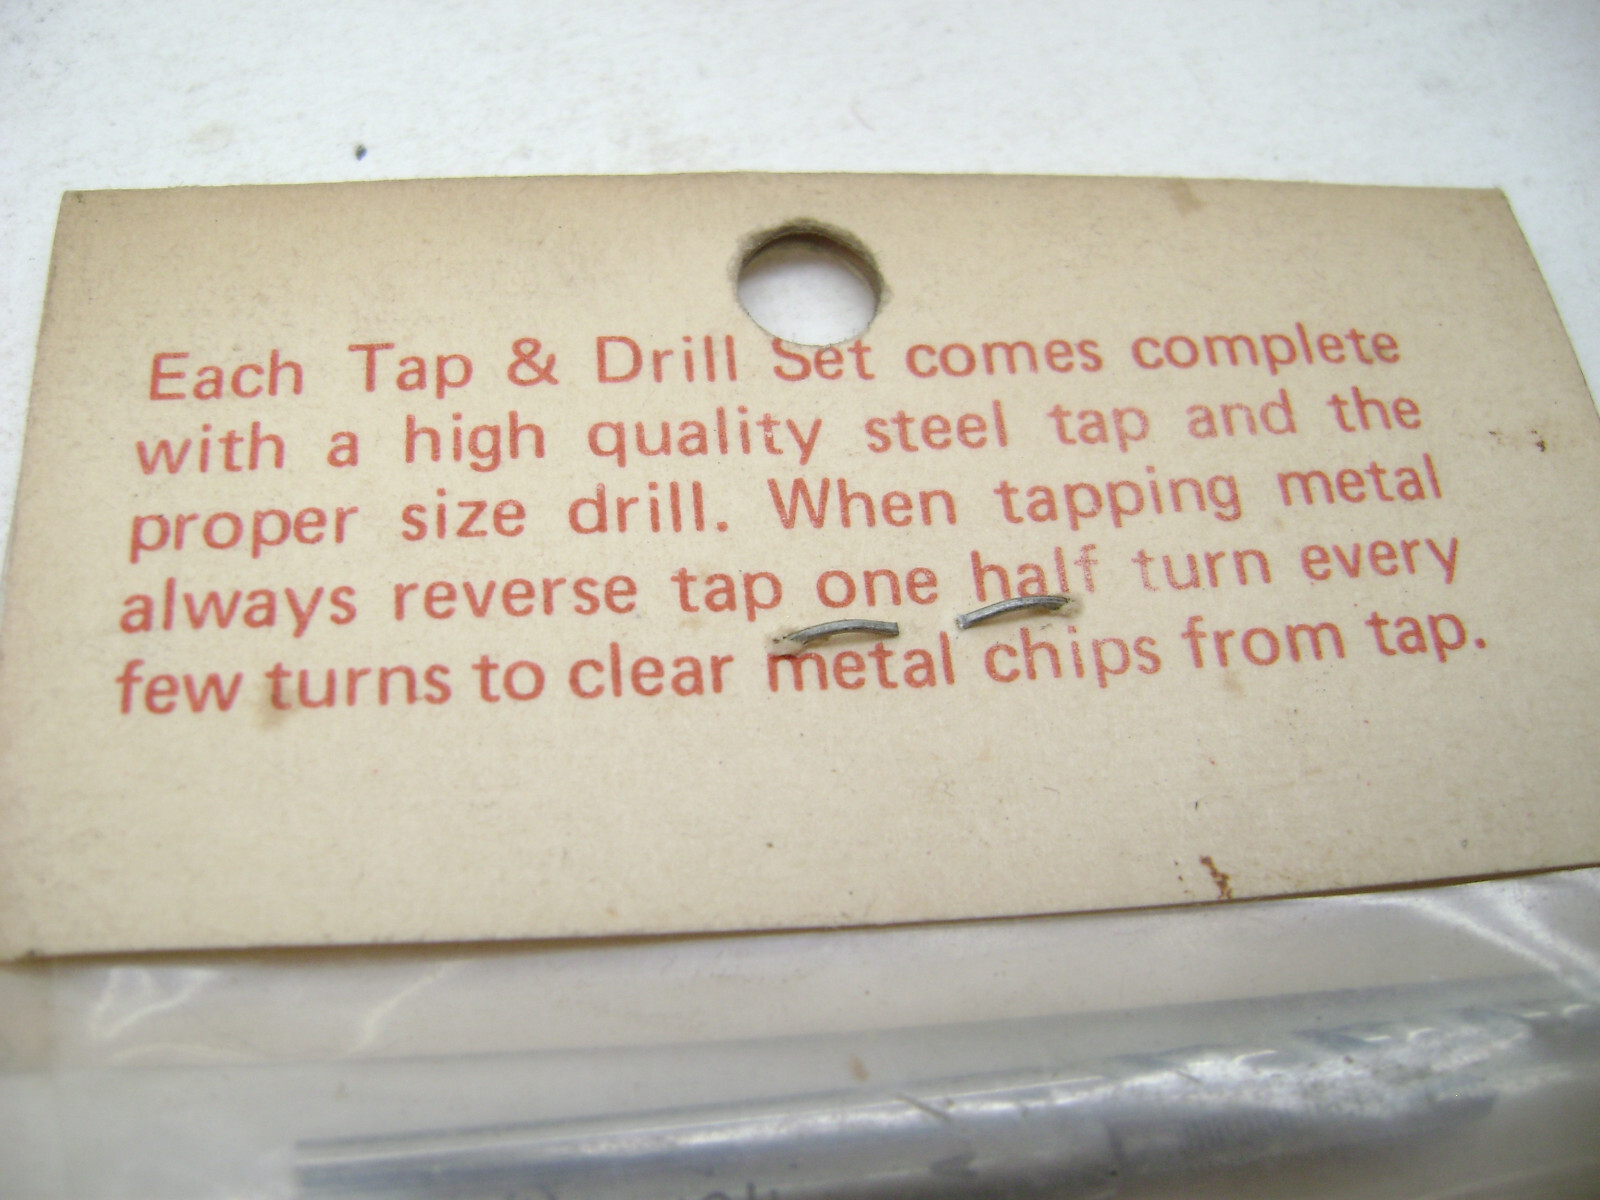 Each Tap & Drill Set comes complete
with a high quality steel tap and the
proper size drill. When tapping metal
always reverse tap one half turn every
few turns to clear metal chips from tap.